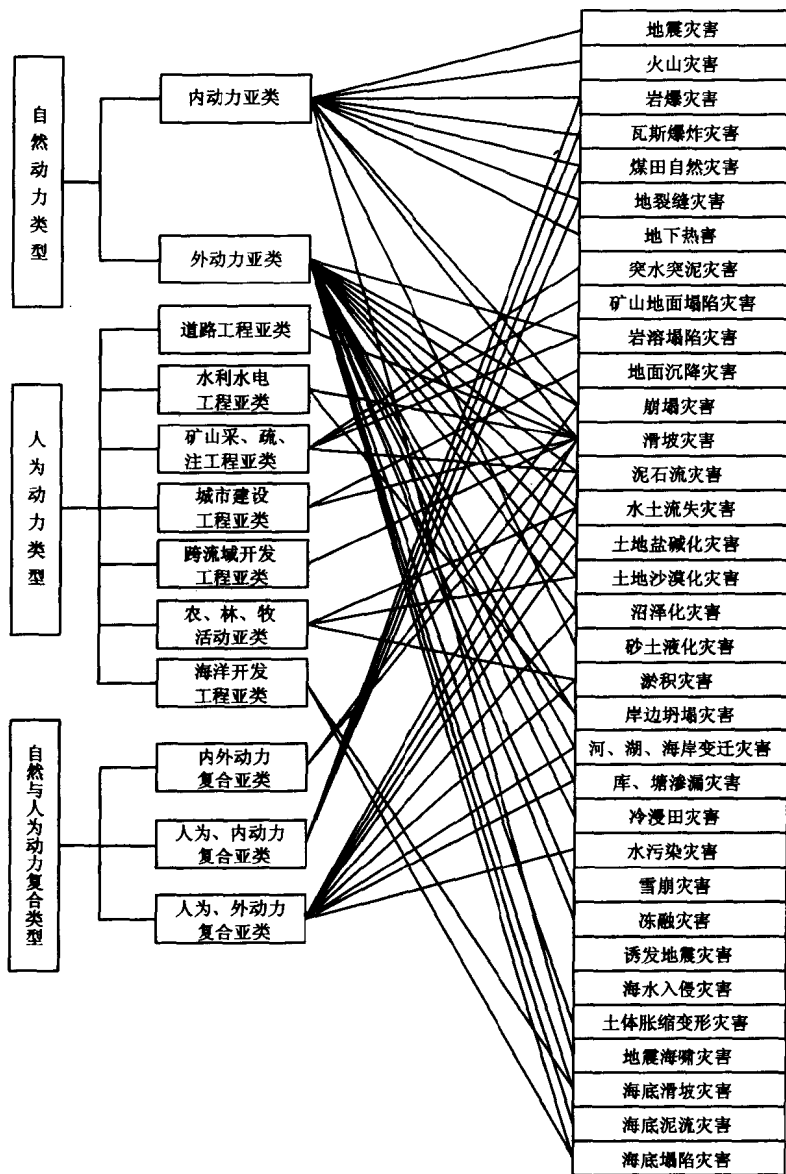 自然动力类型
内动力亚类
外动力亚类
人为动力类型
道路工程亚类
水利水电
工程亚类
矿山采、疏、
注工程亚类
城市建设
工程亚类
跨流域开发
工程亚类
农、林、牧
活动亚类
海洋开发
工程亚类
自然与人为动力复合类型
内外动力
复合亚类
人为、内动力
复合亚类
人为、外动力
复合亚类
地震灾害
火山灾害
岩爆灾害
瓦斯爆炸灾害
煤田自然灾害
地裂缝灾害
地下热害
突水突泥灾害
矿山地面塌陷灾害
岩溶塌陷灾害
地面沉降灾害
崩塌灾害
滑坡灾害
泥石流灾害
水土流失灾害
土地盐碱化灾害
土地沙漠化灾害
沼泽化灾害
砂土液化灾害
淤积灾害
岸边坍塌灾害
河、湖、海岸变迁灾害
库、塘渗漏灾害
冷浸田灾害
水污染灾害
雪崩灾害
冻融灾害
诱发地震灾害
海水入侵灾害
土体胀缩变形灾害
地震海啸灾害
海底滑坡灾害
海底泥流灾害
海底塌陷灾害